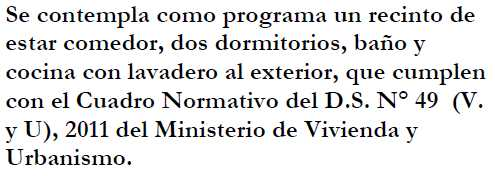 Se contempla como programa un recinto de
estar comedor, dos dormitorios, baño y
cocina con lavadero al exterior, que cumplen
con el Cuadro Normativo del D.S. N° 49 (V.
y U), 2011 del Ministerio de Vivienda y
Urbanismo.